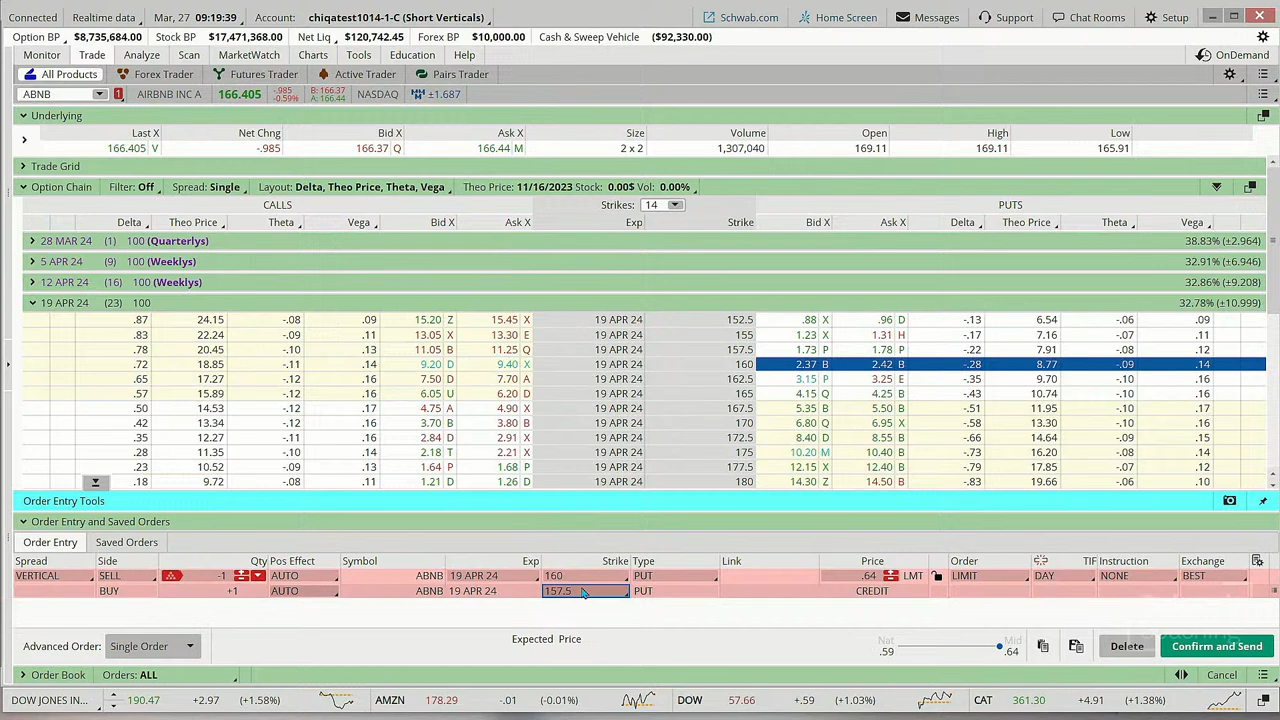 Connected Realtime data Mar, 27 09:19:39 Account: chiqatest1014-1-C (Short Verticals) Schwab.com Home Screen Messages Support Chat Rooms Setup
Option BP $8,735,684.00 Stock BP $17,471,368.00 Net Liq $120,742.45 Forex BP $10,000.00 Cash & Sweep Vehicle ($92,330.00)
Monitor Trade Analyze Scan MarketWatch Charts Tools Education Help OnDemand
All Products Forex Trader Futures Trader Active Trader Pairs Trader
ABNB 1 AIRBNB INC A 166.405 -.985 -0.59% B: 166.37 A: 166.44 NASDAQ ±1.687
Underlying
Last X Net Chng Bid X Ask X Size Volume Open High Low
166.405 V -.985 166.37 Q 166.44 M 2 x 2 1,307,040 169.11 169.11 165.91
Trade Grid
Option Chain Filter: Off Spread: Single Layout: Delta, Theo Price, Theta, Vega Theo Price: 11/16/2023 Stock: 0.00$ Vol: 0.00%
CALLS Strikes: 14 PUTS
Delta Theo Price Theta Vega Bid X Ask X Exp Strike Bid X Ask X Delta Theo Price Theta Vega
28 MAR 24 (1) 100 (Quarterlys) 38.83% (±2.964)
5 APR 24 (9) 100 (Weeklys) 32.91% (±6.946)
12 APR 24 (16) 100 (Weeklys) 32.86% (±9.208)
19 APR 24 (23) 100 32.78% (±10.999)
.87 24.15 -.08 .09 15.20 Z 15.45 X 19 APR 24 152.5 .88 X .96 D -.13 6.54 -.06 .09
.83 22.24 -.09 .11 13.05 X 13.30 E 19 APR 24 155 1.23 X 1.31 H -.17 7.16 -.07 .11
.78 20.45 -.10 .13 11.05 B 11.25 Q 19 APR 24 157.5 1.73 P 1.78 P -.22 7.91 -.08 .12
.72 18.85 -.11 .14 9.20 D 9.40 X 19 APR 24 160 2.37 B 2.42 B -.28 8.77 -.09 .14
.65 17.27 -.12 .16 7.50 D 7.70 A 19 APR 24 162.5 3.15 P 3.25 E -.35 9.70 -.10 .16
.57 15.89 -.12 .16 6.05 U 6.20 D 19 APR 24 165 4.15 Q 4.25 B -.43 10.74 -.10 .16
.50 14.53 -.12 .17 4.75 A 4.90 X 19 APR 24 167.5 5.35 B 5.50 B -.51 11.95 -.10 .17
.42 13.34 -.12 .16 3.70 B 3.80 B 19 APR 24 170 6.80 Q 6.95 X -.58 13.30 -.10 .16
.35 12.27 -.11 .16 2.84 D 2.91 X 19 APR 24 172.5 8.40 D 8.55 B -.66 14.64 -.09 .15
.28 11.35 -.10 .14 2.18 T 2.21 X 19 APR 24 175 10.20 M 10.40 B -.73 16.20 -.08 .14
.23 10.52 -.09 .13 1.64 P 1.68 P 19 APR 24 177.5 12.15 X 12.40 B -.79 17.85 -.07 .12
.18 9.72 -.08 .11 1.21 D 1.26 D 19 APR 24 180 14.30 Z 14.50 B -.83 19.66 -.06 .10
Order Entry Tools
Order Entry and Saved Orders
Order Entry Saved Orders
Spread Side Qty Pos Effect Symbol Exp Strike Type Link Price Order TIF Instruction Exchange
VERTICAL SELL -1 AUTO ABNB 19 APR 24 160 PUT .64 LMT LIMIT DAY NONE BEST
BUY +1 AUTO ABNB 19 APR 24 157.5 PUT CREDIT
Expected Price
Advanced Order: Single Order Nat .59 Mid .64 Delete Confirm and Send
Order Book Orders: ALL Cancel
DOW JONES IN... 190.47 +2.97 (+1.58%) AMZN 178.29 -.01 (-0.01%) DOW 57.66 +.59 (+1.03%) CAT 361.30 +4.91 (+1.38%)